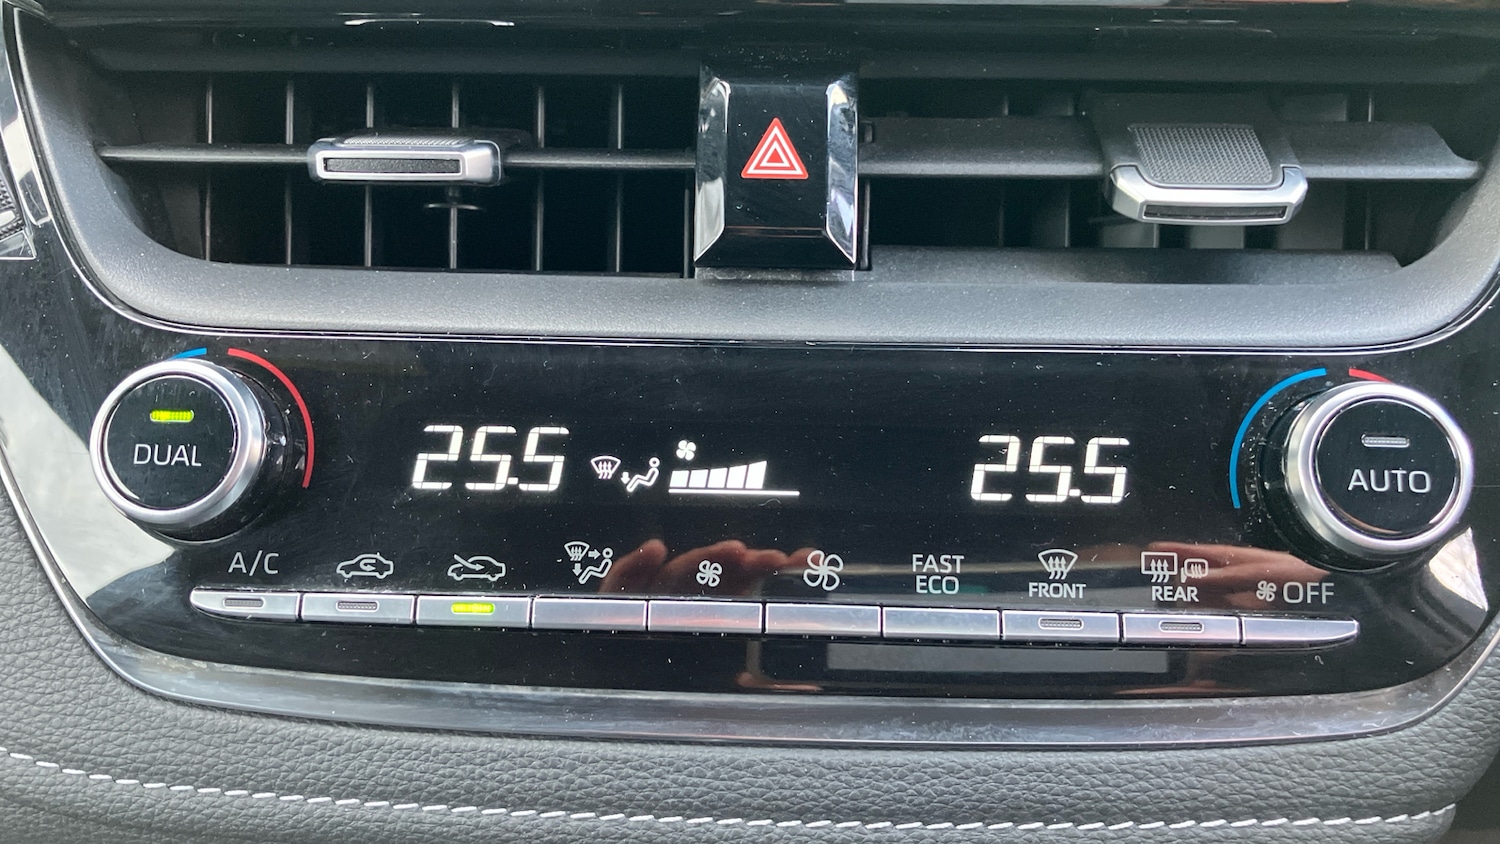 DUAL
25.5
25.5
AUTO
A/C
FAST
ECO
FRONT
REAR
OFF